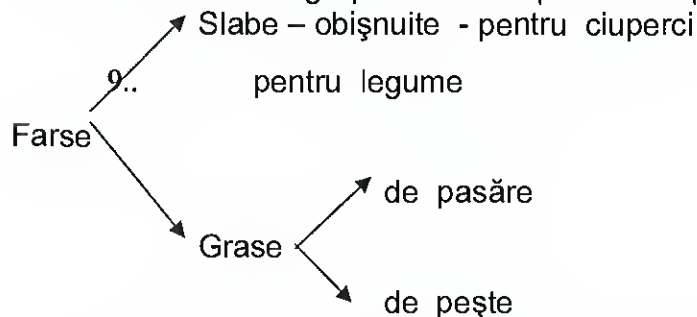 Slabe – obişnuite - pentru ciuperci
9..
pentru legume
Farse
de pasăre
Grase
de peşte